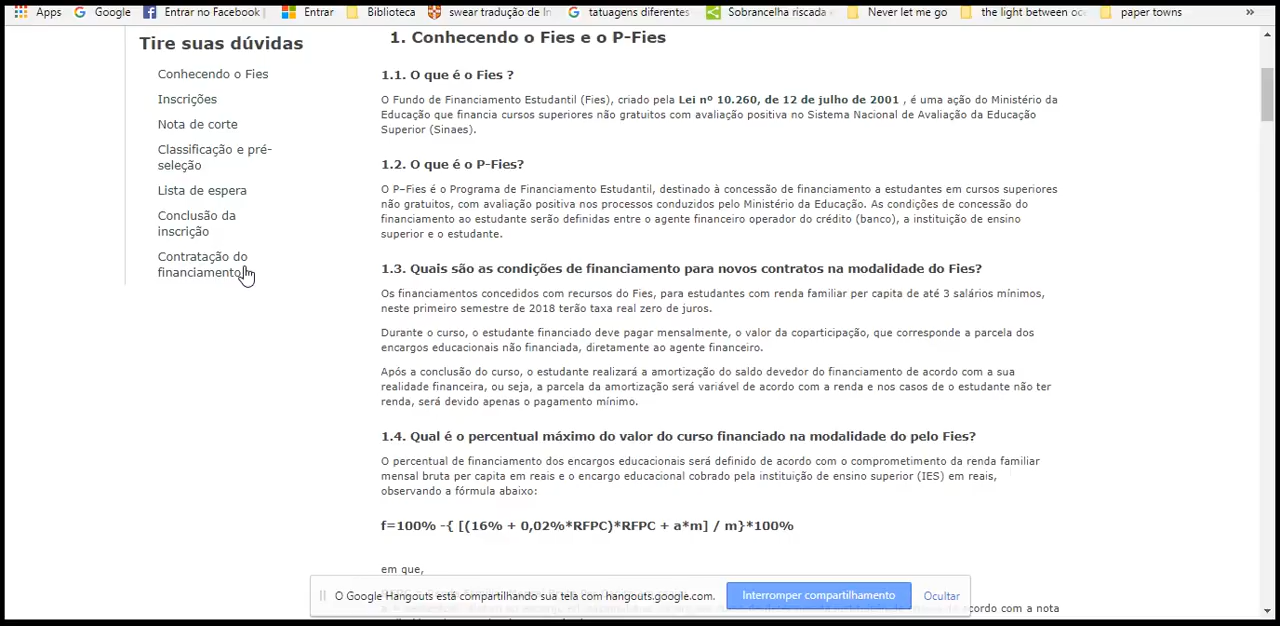 Apps Google Entrar no Facebook Entrar Biblioteca swear tradução de In tatuagens diferentes Sobrancelha riscada Never let me go the light between oc paper towns »
Tire suas dúvidas
Conhecendo o Fies
Inscrições
Nota de corte
Classificação e pré-
seleção
Lista de espera
Conclusão da
inscrição
Contratação do
financiamento
1. Conhecendo o Fies e o P-Fies
1.1. O que é o Fies ?
O Fundo de Financiamento Estudantil (Fies), criado pela Lei nº 10.260, de 12 de julho de 2001 , é uma ação do Ministério da
Educação que financia cursos superiores não gratuitos com avaliação positiva no Sistema Nacional de Avaliação da Educação
Superior (Sinaes).
1.2. O que é o P-Fies?
O P–Fies é o Programa de Financiamento Estudantil, destinado à concessão de financiamento a estudantes em cursos superiores
não gratuitos, com avaliação positiva nos processos conduzidos pelo Ministério da Educação. As condições de concessão do
financiamento ao estudante serão definidas entre o agente financeiro operador do crédito (banco), a instituição de ensino
superior e o estudante.
1.3. Quais são as condições de financiamento para novos contratos na modalidade do Fies?
Os financiamentos concedidos com recursos do Fies, para estudantes com renda familiar per capita de até 3 salários mínimos,
neste primeiro semestre de 2018 terão taxa real zero de juros.
Durante o curso, o estudante financiado deve pagar mensalmente, o valor da coparticipação, que corresponde a parcela dos
encargos educacionais não financiada, diretamente ao agente financeiro.
Após a conclusão do curso, o estudante realizará a amortização do saldo devedor do financiamento de acordo com a sua
realidade financeira, ou seja, a parcela da amortização será variável de acordo com a renda e nos casos de o estudante não ter
renda, será devido apenas o pagamento mínimo.
1.4. Qual é o percentual máximo do valor do curso financiado na modalidade do pelo Fies?
O percentual de financiamento dos encargos educacionais será definido de acordo com o comprometimento da renda familiar
mensal bruta per capita em reais e o encargo educacional cobrado pela instituição de ensino superior (IES) em reais,
observando a fórmula abaixo:
f=100% -{ [(16% + 0,02%*RFPC)*RFPC + a*m] / m}*100%
em que,
O Google Hangouts está compartilhando sua tela com hangouts.google.com. Interromper compartilhamento Ocultar
acordo com a nota